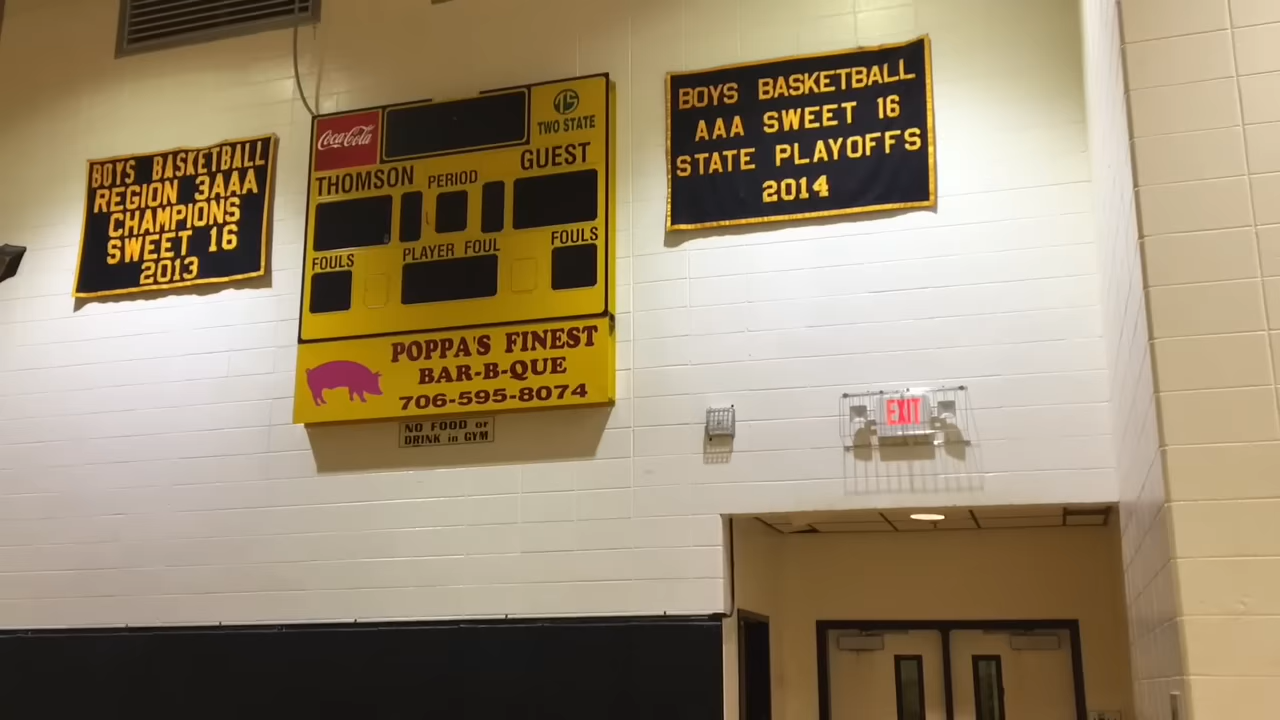 BOYS BASKETBALL
REGION 3AAA
CHAMPIONS
SWEET 16
2013
Coca-Cola
TS
TWO STATE
THOMSON
PERIOD
GUEST
FOULS
PLAYER FOUL
FOULS
POPPA'S FINEST
BAR-B-QUE
706-595-8074
NO FOOD or
DRINK in GYM
BOYS BASKETBALL
AAA SWEET 16
STATE PLAYOFFS
2014
EXIT